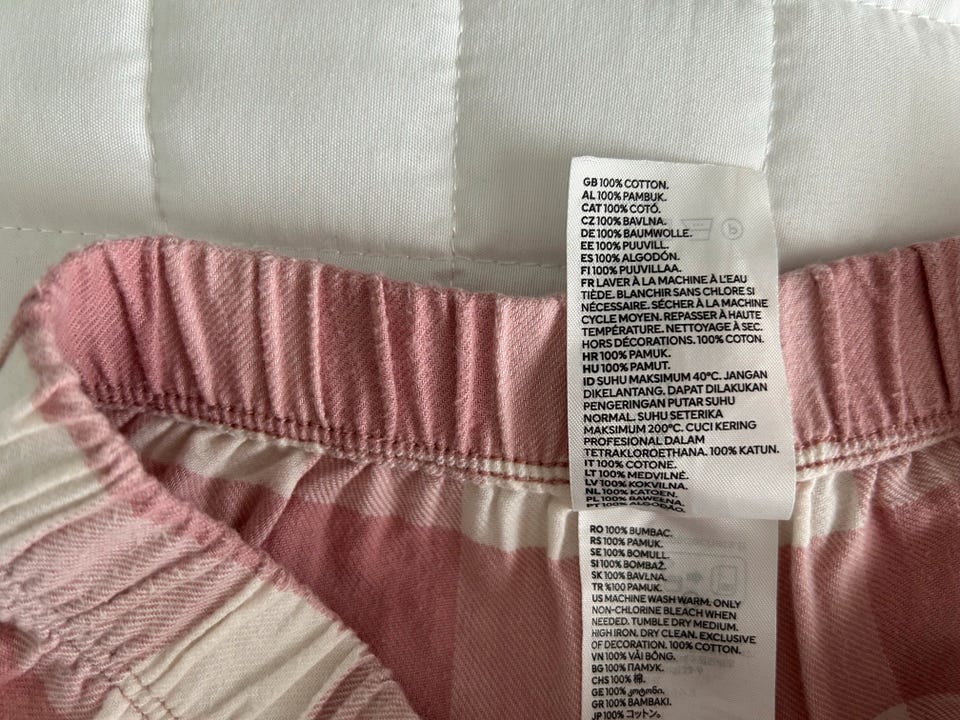 GB 100% COTTON.
AL 100% PAMBUK.
CAT 100% COTÓ.
CZ 100% BAVLNA.
DE 100% BAUMWOLLE.
EE 100% PUUVILL.
ES 100% ALGODÓN.
FI 100% PUUVILLAA.
FR LAVER À LA MACHINE À L'EAU
TIÈDE. BLANCHIR SANS CHLORE SI
NÉCESSAIRE. SÉCHER À LA MACHINE
CYCLE MOYEN. REPASSER À HAUTE
TEMPÉRATURE. NETTOYAGE À SEC.
HORS DÉCORATIONS. 100% COTON.
HR 100% PAMUK.
HU 100% PAMUT.
ID SUHU MAKSIMUM 40°C. JANGAN
DIKELANTANG. DAPAT DILAKUKAN
PENGERINGAN PUTAR SUHU
NORMAL. SUHU SETERIKA
MAKSIMUM 200°C. CUCI KERING
PROFESIONAL DALAM
TETRAKLOROETHANA. 100% KATUN.
IT 100% COTONE.
LT 100% MEDVILNĖ.
LV 100% KOKVILNA.
NL 100% KATOEN.
PL 100% BAWEŁNA.
PT 100% ALGODÃO.
RO 100% BUMBAC.
RS 100% PAMUK.
SE 100% BOMULL.
SI 100% BOMBAŽ.
SK 100% BAVLNA.
TR %100 PAMUK.
US MACHINE WASH WARM. ONLY
NON-CHLORINE BLEACH WHEN
NEEDED. TUMBLE DRY MEDIUM.
HIGH IRON. DRY CLEAN. EXCLUSIVE
OF DECORATION. 100% COTTON.
VN 100% VẢI BÔNG.
BG 100% ПАМУК.
CHS 100% 棉.
GE 100% კოტონი.
GR 100% ΒΑΜΒΑΚΙ.
JP 100% コットン。